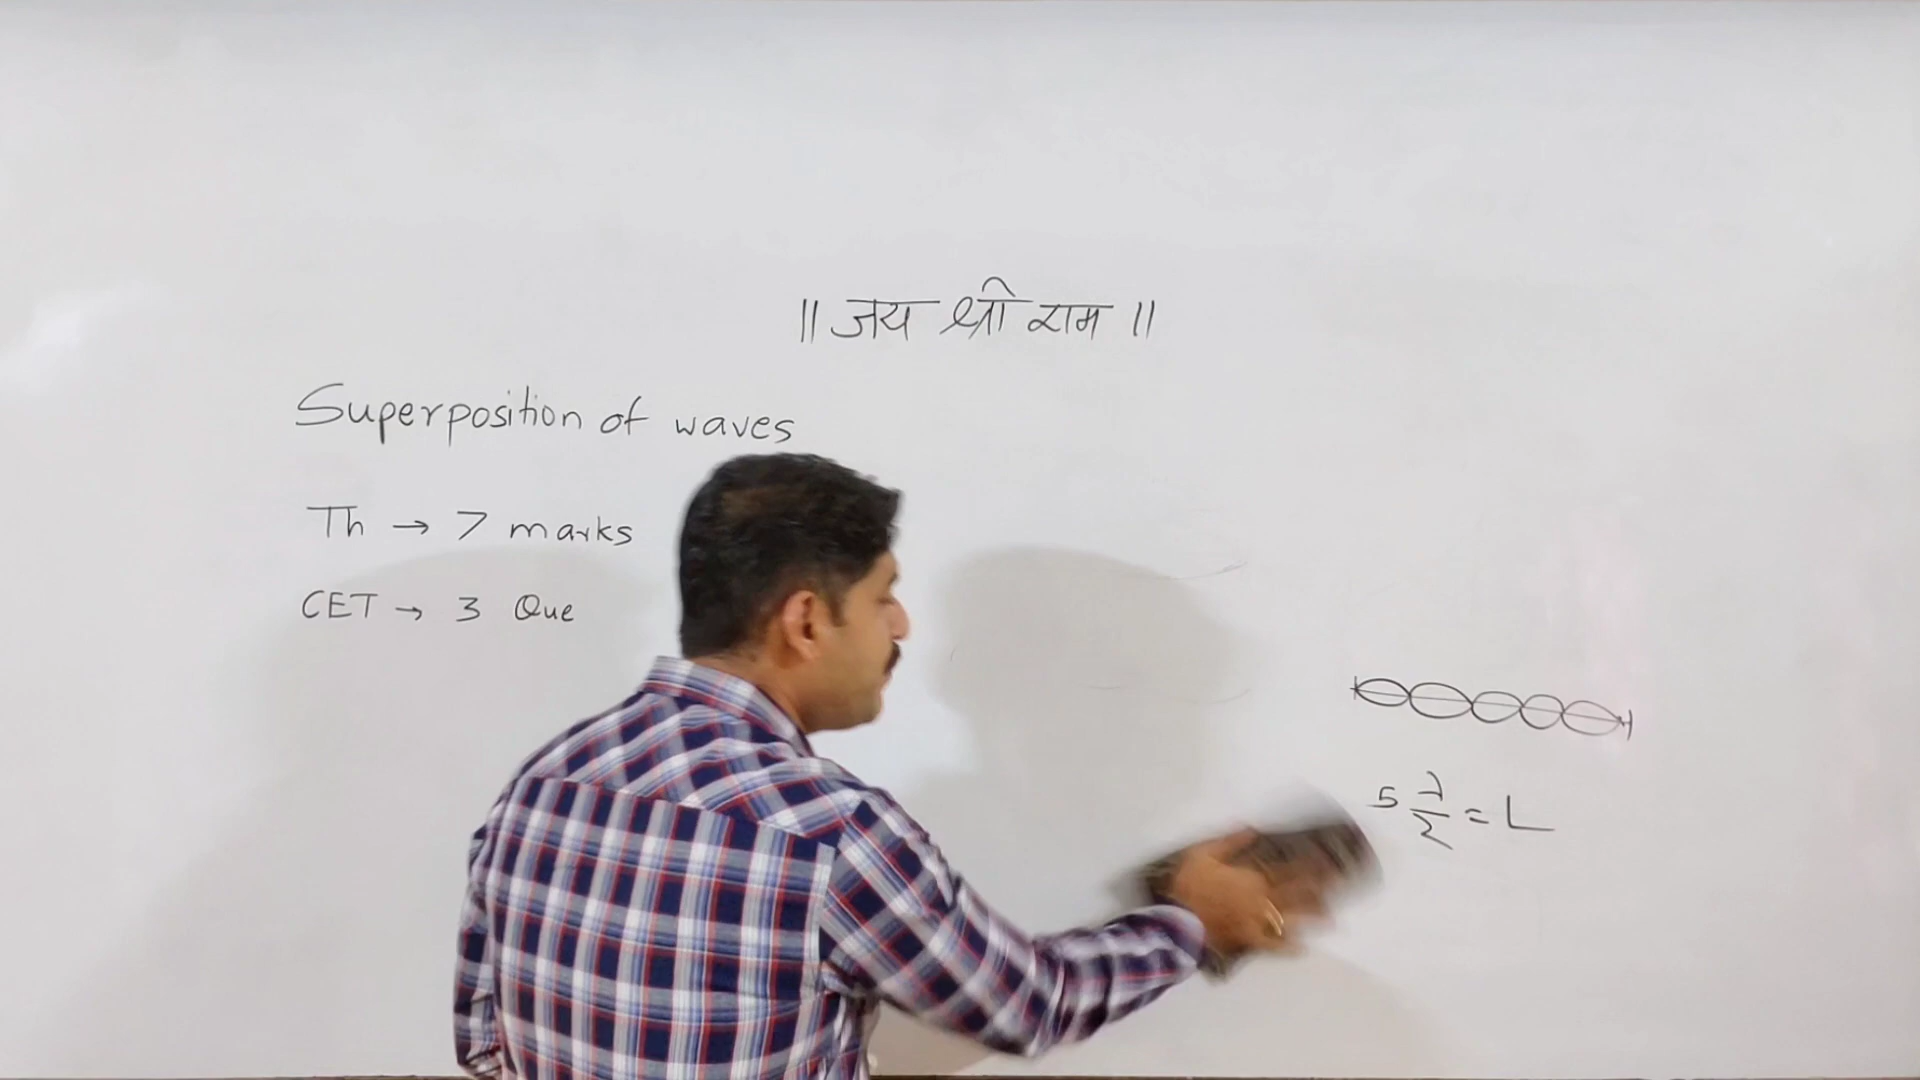 || जय श्री राम ||
Superposition of waves
Th → 7 marks
CET → 3 Que
5 λ/2 = L